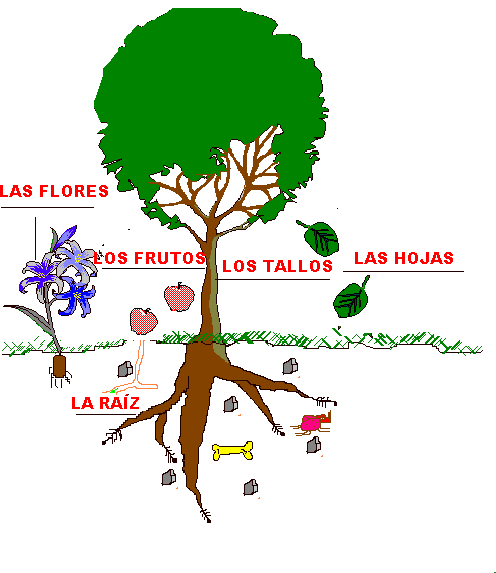 LAS FLORES
LOS FRUTOS
LOS TALLOS
LAS HOJAS
LA RAÍZ